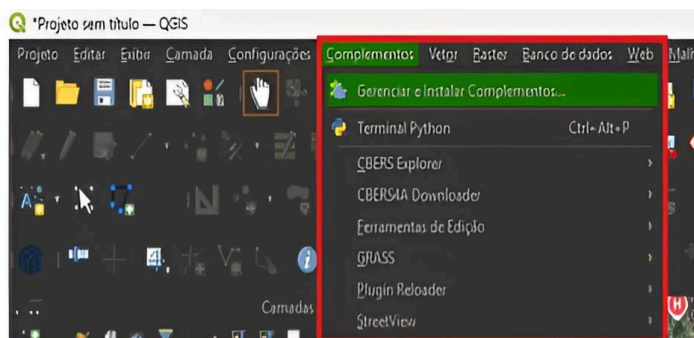 *Projeto sem título — QGIS
Projeto Editar Exibir Camada Configurações Complementos Vetor Raster Banco de dados Web Malh
Gerenciar e Instalar Complementos...
Terminal Python Ctrl+Alt+P
CBERS Explorer
CBERS4A Downloader
Ferramentas de Edição
GRASS
Plugin Reloader
StreetView
Camadas
H